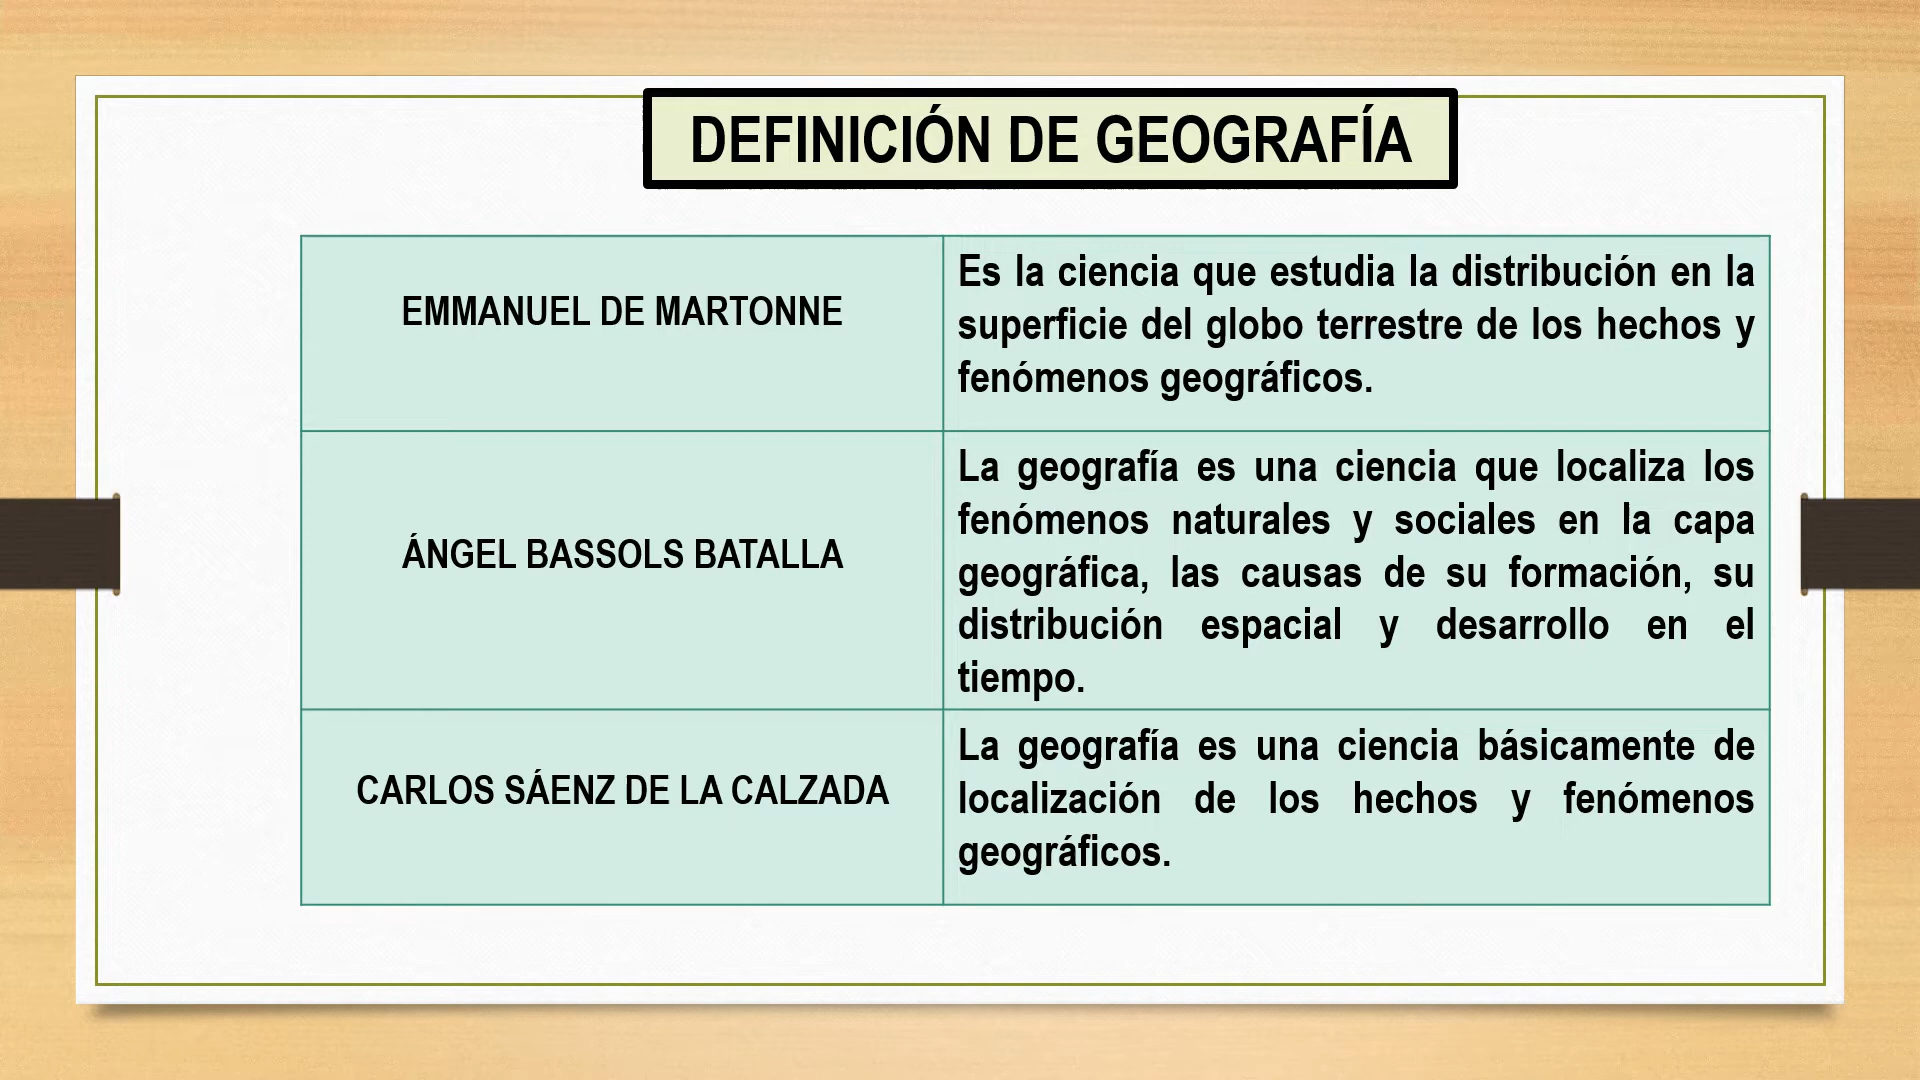 DEFINICIÓN DE GEOGRAFÍA
EMMANUEL DE MARTONNE
Es la ciencia que estudia la distribución en la
superficie del globo terrestre de los hechos y
fenómenos geográficos.
ÁNGEL BASSOLS BATALLA
La geografía es una ciencia que localiza los
fenómenos naturales y sociales en la capa
geográfica, las causas de su formación, su
distribución espacial y desarrollo en el
tiempo.
CARLOS SÁENZ DE LA CALZADA
La geografía es una ciencia básicamente de
localización de los hechos y fenómenos
geográficos.